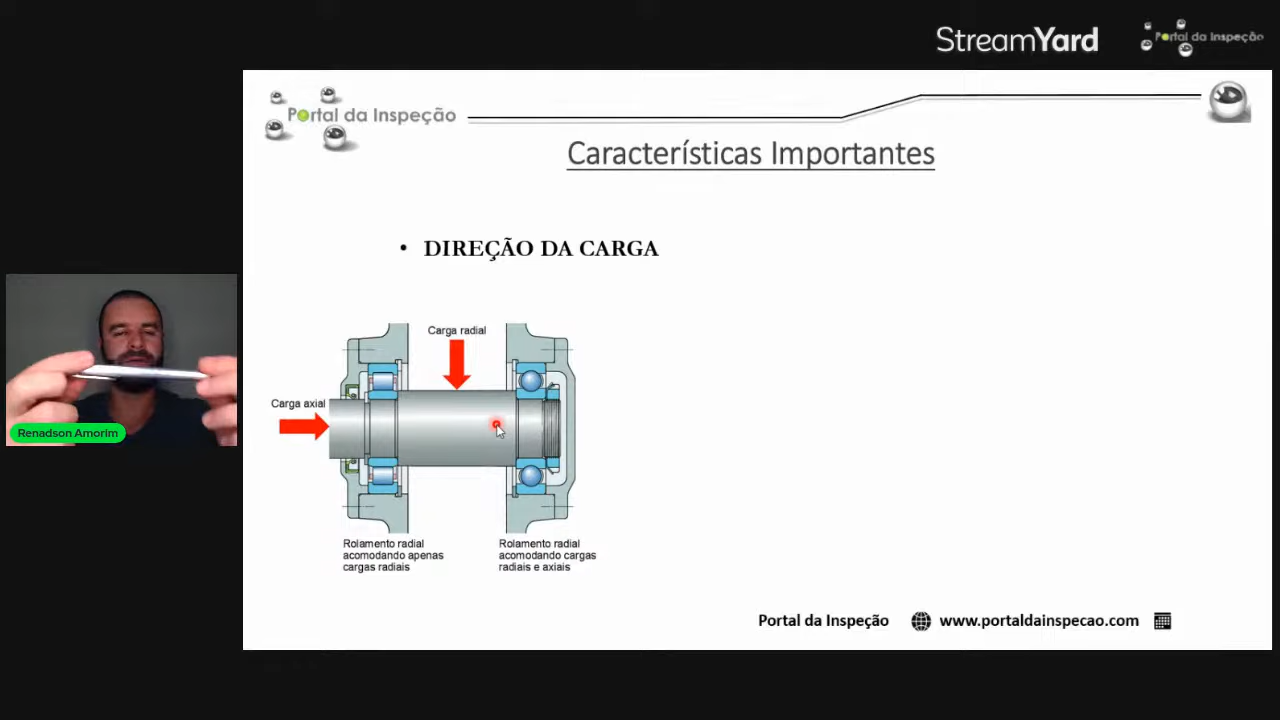 StreamYard
Portal da Inspeção
Portal da Inspeção
Características Importantes
• DIREÇÃO DA CARGA
Carga radial
Carga axial
Rolamento radial
acomodando apenas
cargas radiais
Rolamento radial
acomodando cargas
radiais e axiais
Renadson Amorim
Portal da Inspeção
www.portaldainspecao.com